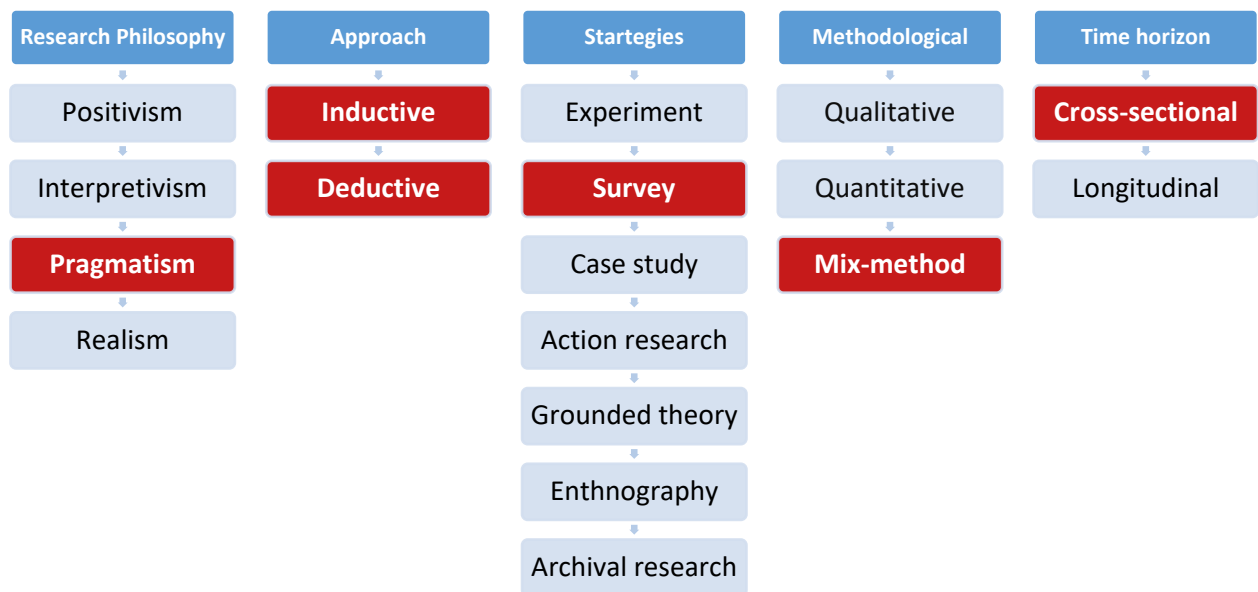 Research Philosophy
Positivism
Interpretivism
Pragmatism
Realism
Approach
Inductive
Deductive
Startegies
Experiment
Survey
Case study
Action research
Grounded theory
Enthnography
Archival research
Methodological
Qualitative
Quantitative
Mix-method
Time horizon
Cross-sectional
Longitudinal